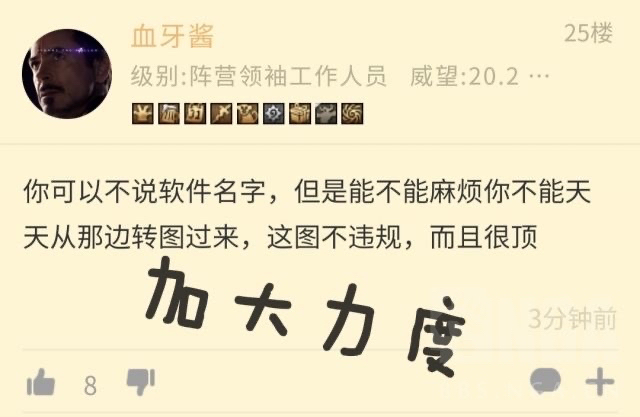 血牙酱
25楼
级别:阵营领袖工作人员 威望:20.2 ···
你可以不说软件名字，但是能不能麻烦你不能天
天从那边转图过来，这图不违规，而且很顶
加大力度
3分钟前
8